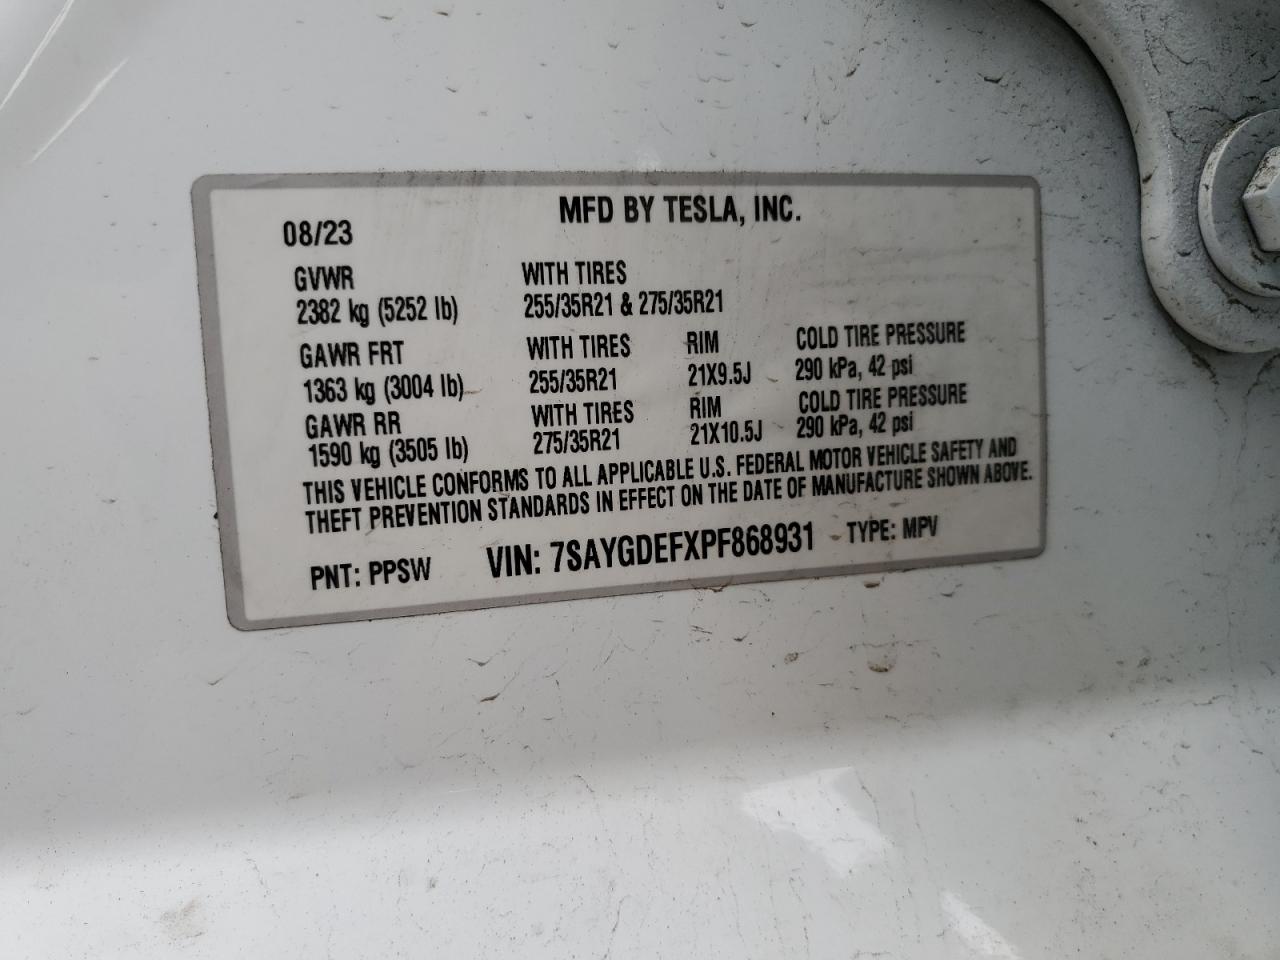 MFD BY TESLA, INC.
08/23
GVWR WITH TIRES
2382 kg (5252 lb) 255/35R21 & 275/35R21
GAWR FRT WITH TIRES RIM COLD TIRE PRESSURE
1363 kg (3004 lb) 255/35R21 21X9.5J 290 kPa, 42 psi
GAWR RR WITH TIRES RIM COLD TIRE PRESSURE
1590 kg (3505 lb) 275/35R21 21X10.5J 290 kPa, 42 psi
THIS VEHICLE CONFORMS TO ALL APPLICABLE U.S. FEDERAL MOTOR VEHICLE SAFETY AND
THEFT PREVENTION STANDARDS IN EFFECT ON THE DATE OF MANUFACTURE SHOWN ABOVE.
PNT: PPSW VIN: 7SAYGDEFXPF868931 TYPE: MPV